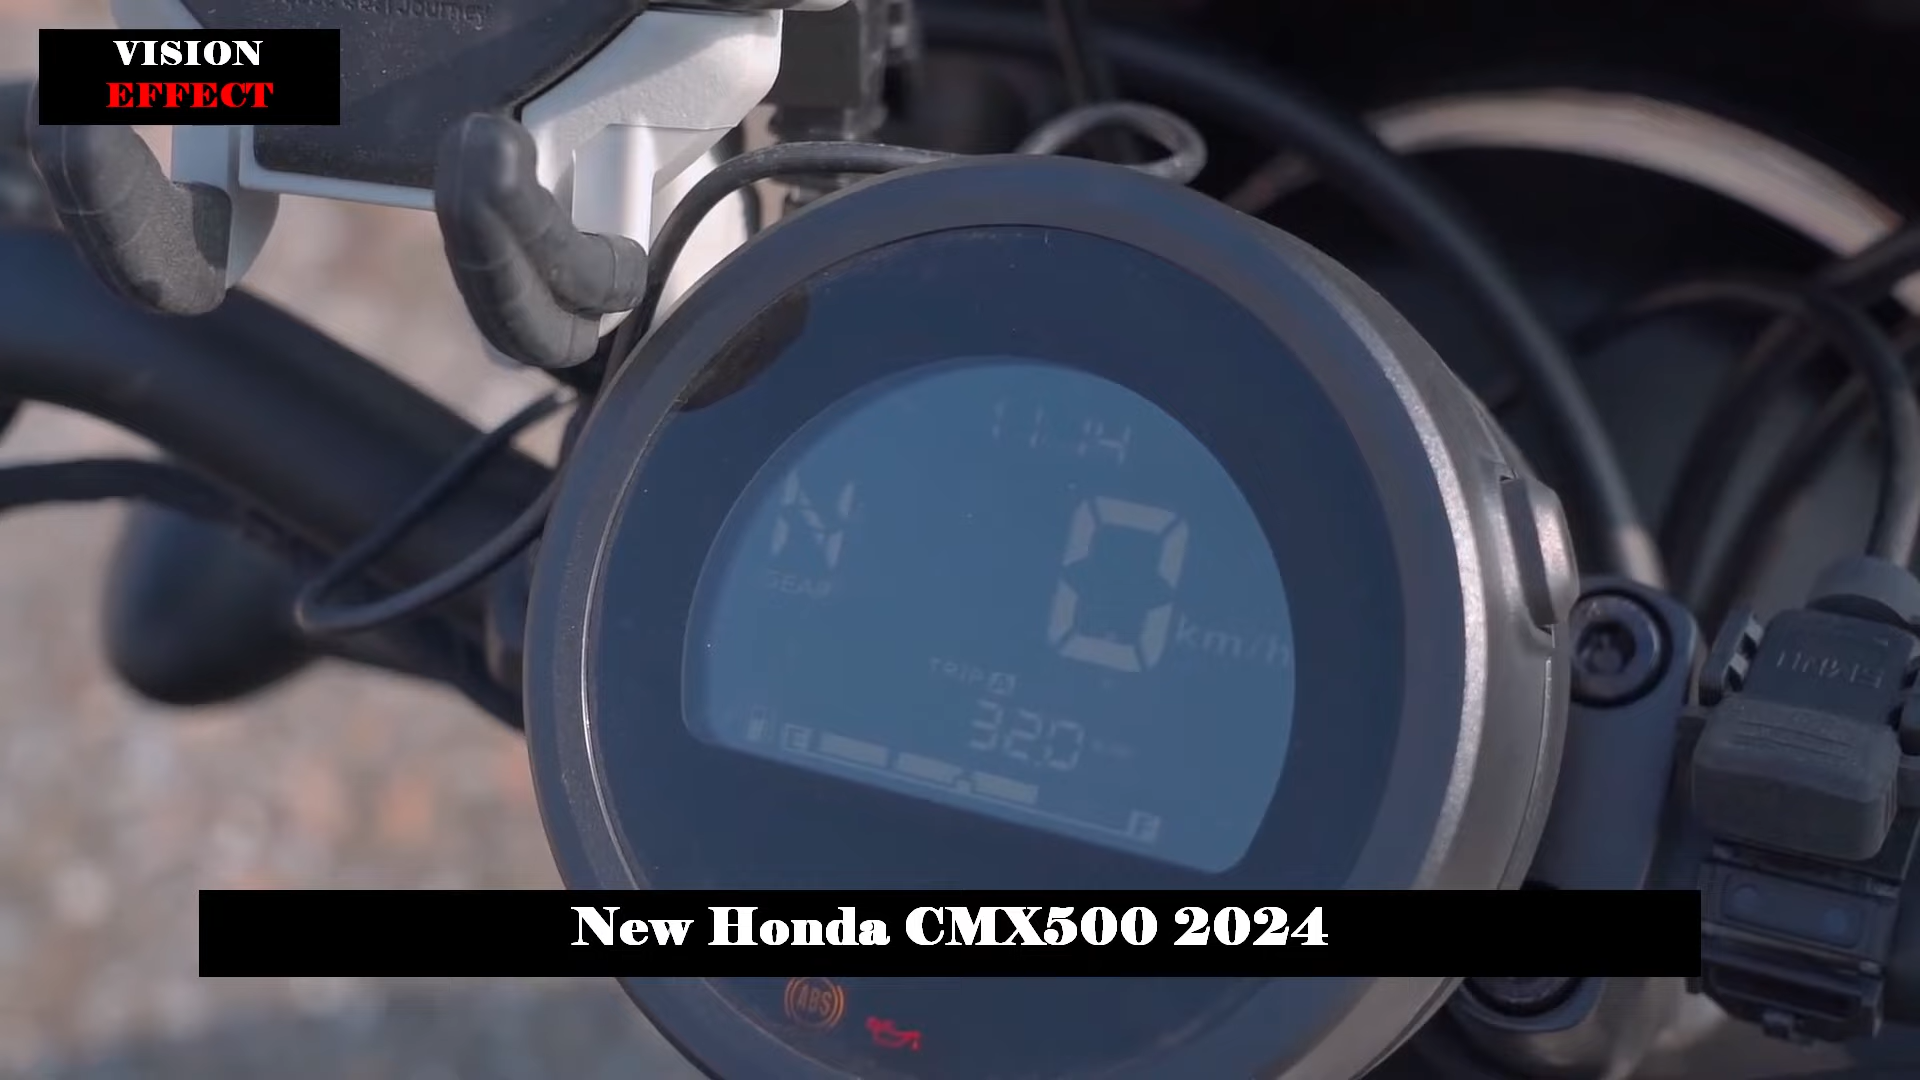 VISION
EFFECT
11:14
N
GEAR
0
km/h
TRIP A
32.0
E
F
New Honda CMX500 2024
ABS